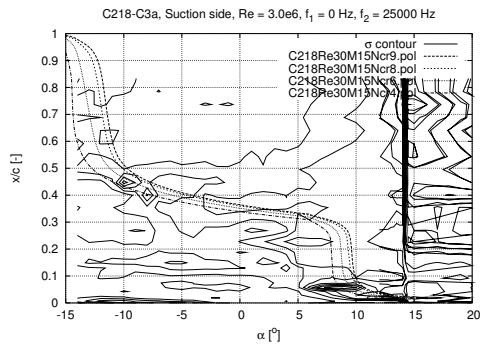 C218-C3a, Suction side, Re = 3.0e6, f1 = 0 Hz, f2 = 25000 Hz
σ contour
C218Re30M15Ncr9.pol
C218Re30M15Ncr8.pol
C218Re30M15Ncr6.pol
C218Re30M15Ncr4.pol
x/c [-]
1
0.9
0.8
0.7
0.6
0.5
0.4
0.3
0.2
0.1
0
-15 -10 -5 0 5 10 15 20
α [°]